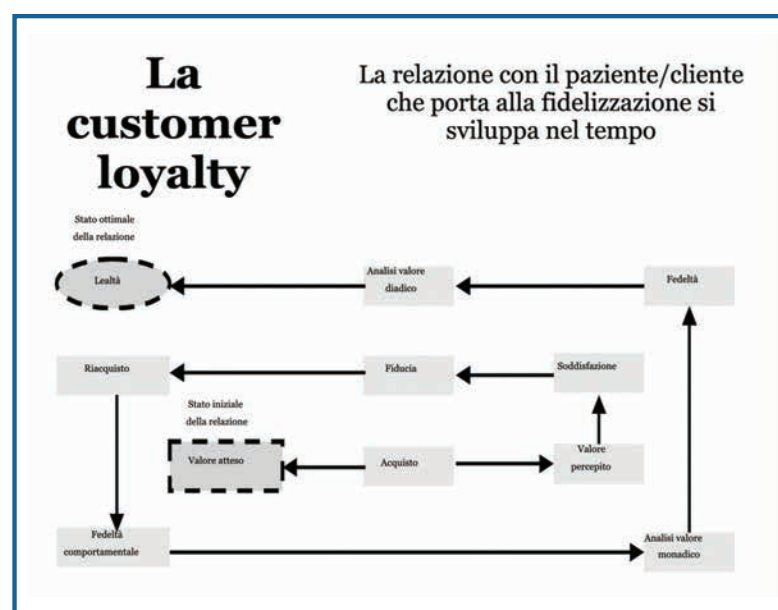 La
customer
loyalty
La relazione con il paziente/cliente
che porta alla fidelizzazione si
sviluppa nel tempo
Stato ottimale
della relazione
Lealtà
Analisi valore
diadico
Fedeltà
Riacquisto
Fiducia
Soddisfazione
Stato iniziale
della relazione
Valore atteso
Acquisto
Valore
percepito
Fedeltà
comportamentale
Analisi valore
monadico